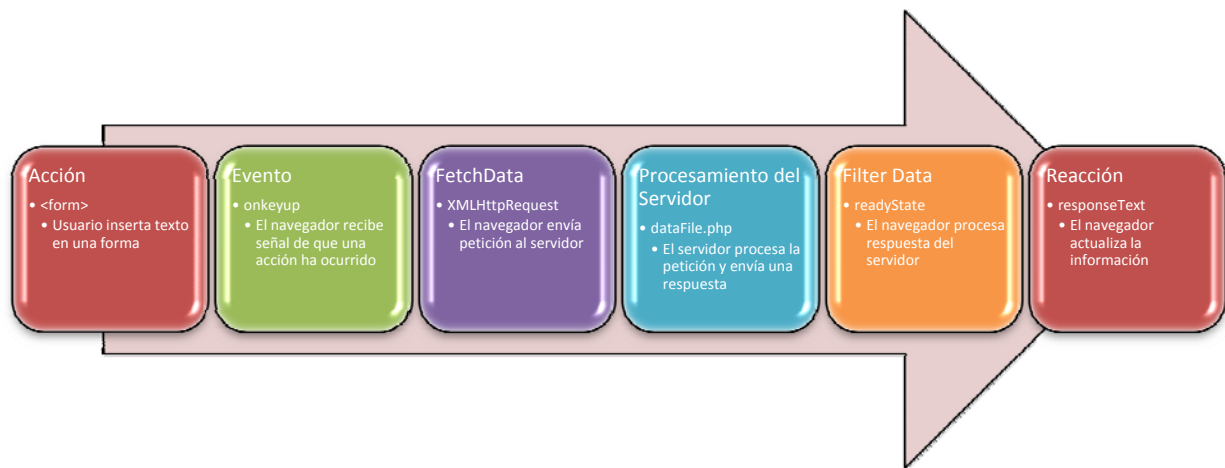 Acción
• <form>
• Usuario inserta texto
en una forma
Evento
• onkeyup
• El navegador recibe
señal de que una
acción ha ocurrido
FetchData
• XMLHttpRequest
• El navegador envía
petición al servidor
Procesamiento del
Servidor
• dataFile.php
• El servidor procesa la
petición y envía una
respuesta
Filter Data
• readyState
• El navegador procesa
respuesta del
servidor
Reacción
• responseText
• El navegador
actualiza la
información